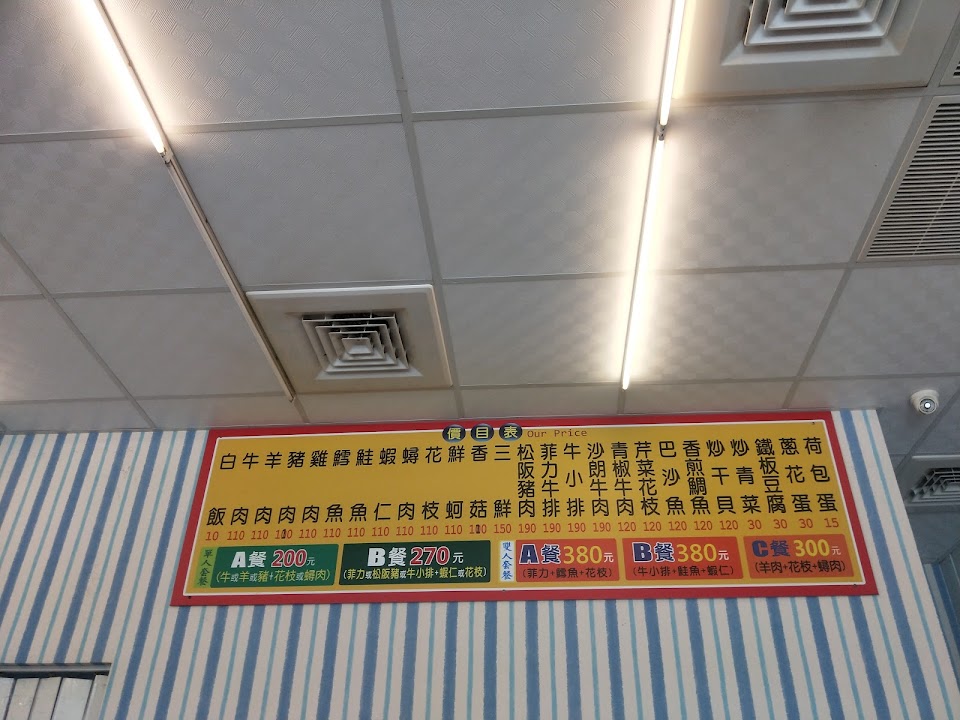 價目表 Our Price
白飯 10
牛肉 110
羊肉 110
豬肉 100
雞肉 110
鱈魚 110
鮭魚 110
蝦仁 110
蟳肉 110
花枝 110
鮮蚵 110
香菇 100
三鮮 150
松阪豬肉 190
菲力牛排 190
牛小排 190
沙朗牛肉 190
青椒牛肉 120
芹菜花枝 120
巴沙魚 110
香煎鯛魚 120
炒干貝 120
炒青菜 30
鐵板豆腐 30
蔥花蛋 30
荷包蛋 15
單人套餐
A餐 200元
(牛或羊或豬+花枝或蟳肉)
B餐 270元
(菲力或松阪豬或牛小排+蝦仁或花枝)
雙人套餐
A餐 380元
(菲力+鱈魚+花枝)
B餐 380元
(牛小排+鮭魚+蝦仁)
C餐 300元
(羊肉+花枝+蟳肉)